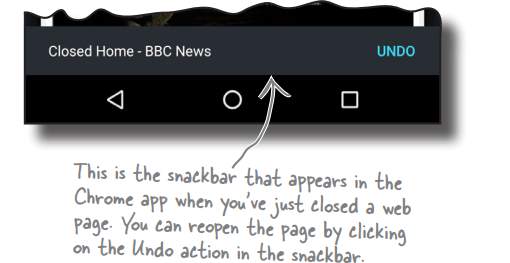 Closed Home - BBC News UNDO
This is the snackbar that appears in the
Chrome app when you've just closed a web
page. You can reopen the page by clicking
on the Undo action in the snackbar.